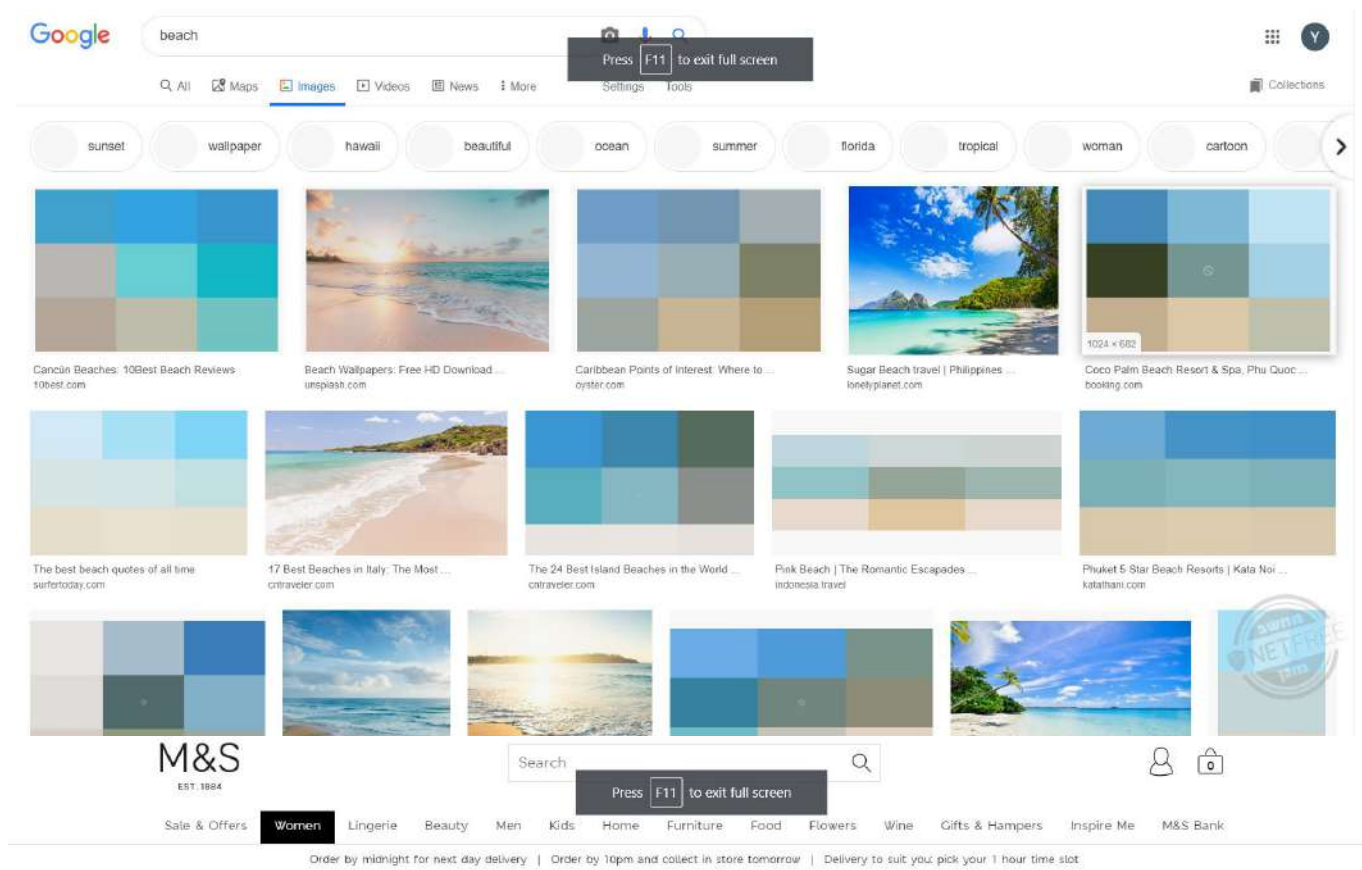 Google
beach
Press F11 to exit full screen
Y
All Maps Images Videos News More Settings Tools Collections
sunset wallpaper hawaii beautiful ocean summer florida tropical woman cartoon
1024 × 682
Cancún Beaches: 10Best Beach Reviews
10best.com
Beach Wallpapers: Free HD Download ...
unsplash.com
Caribbean Points of Interest: Where to ...
oyster.com
Sugar Beach travel | Philippines ...
lonelyplanet.com
Coco Palm Beach Resort & Spa, Phu Quoc ...
booking.com
The best beach quotes of all time
surfertoday.com
17 Best Beaches in Italy: The Most ...
cntraveler.com
The 24 Best Island Beaches in the World ...
cntraveler.com
Pink Beach | The Romantic Escapades ...
indonesia.travel
Phuket 5 Star Beach Resorts | Kata Noi ...
katathani.com
מחשב
NETFREE
נקי
M&S
EST. 1884
Search
Press F11 to exit full screen
0
Sale & Offers Women Lingerie Beauty Men Kids Home Furniture Food Flowers Wine Gifts & Hampers Inspire Me M&S Bank
Order by midnight for next day delivery | Order by 10pm and collect in store tomorrow | Delivery to suit you: pick your 1 hour time slot